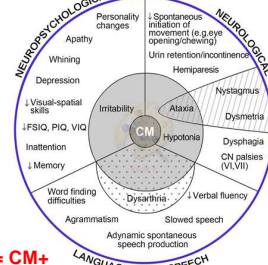 NEUROPSYCHOLOGICAL
NEUROLOGICAL
Personality
changes
Apathy
Whining
Depression
↓Visual-spatial
skills
↓FSIQ, PIQ, VIQ
Inattention
↓Memory
↓Spontaneous
initiation of
movement (e.g.eye
opening/chewing)
Urin retention/incontinence
Hemiparesis
Nystagmus
Dysmetria
Dysphagia
CN palsies
(VI,VII)
Irritability
Ataxia
CM
Hypotonia
Dysarthria
Word finding
difficulties
Agrammatism
↓Verbal fluency
Slowed speech
Adynamic spontaneous
speech production
= CM+
SPEECH